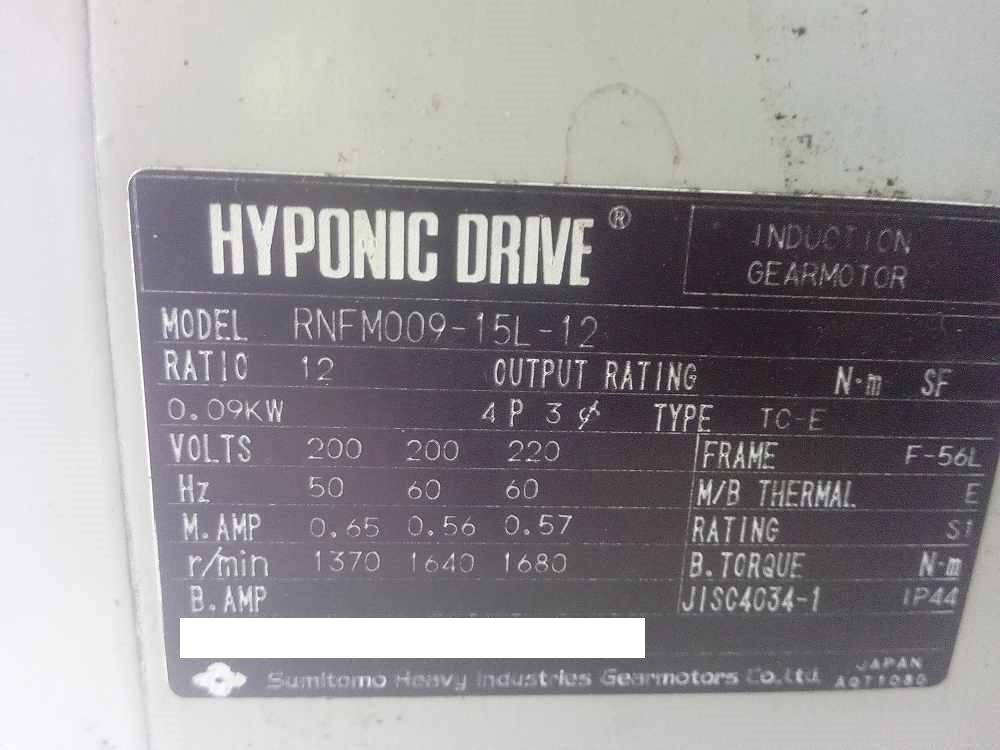 HYPONIC DRIVE®
INDUCTION
GEARMOTOR
MODEL RNFM009-15L-12
RATIO 12 OUTPUT RATING N·m SF
0.09KW 4P 3φ TYPE TC-E
VOLTS 200 200 220 FRAME F-56L
Hz 50 60 60 M/B THERMAL E
M.AMP 0.65 0.56 0.57 RATING S1
r/min 1370 1640 1680 B.TORQUE N·m
B.AMP JISC4034-1 IP44
Sumitomo Heavy Industries Gearmotors Co.,Ltd.
JAPAN